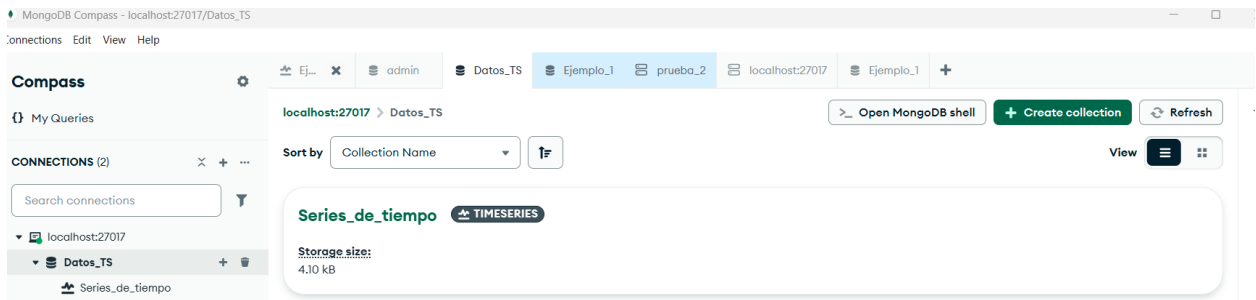 MongoDB Compass - localhost:27017/Datos_TS
Connections Edit View Help
Compass
{} My Queries
CONNECTIONS (2)
Search connections
localhost:27017
Datos_TS
Series_de_tiempo
Ej... admin Datos_TS Ejemplo_1 prueba_2 localhost:27017 Ejemplo_1
localhost:27017 > Datos_TS
>_ Open MongoDB shell + Create collection Refresh
Sort by Collection Name View
Series_de_tiempo TIMESERIES
Storage size:
4.10 kB